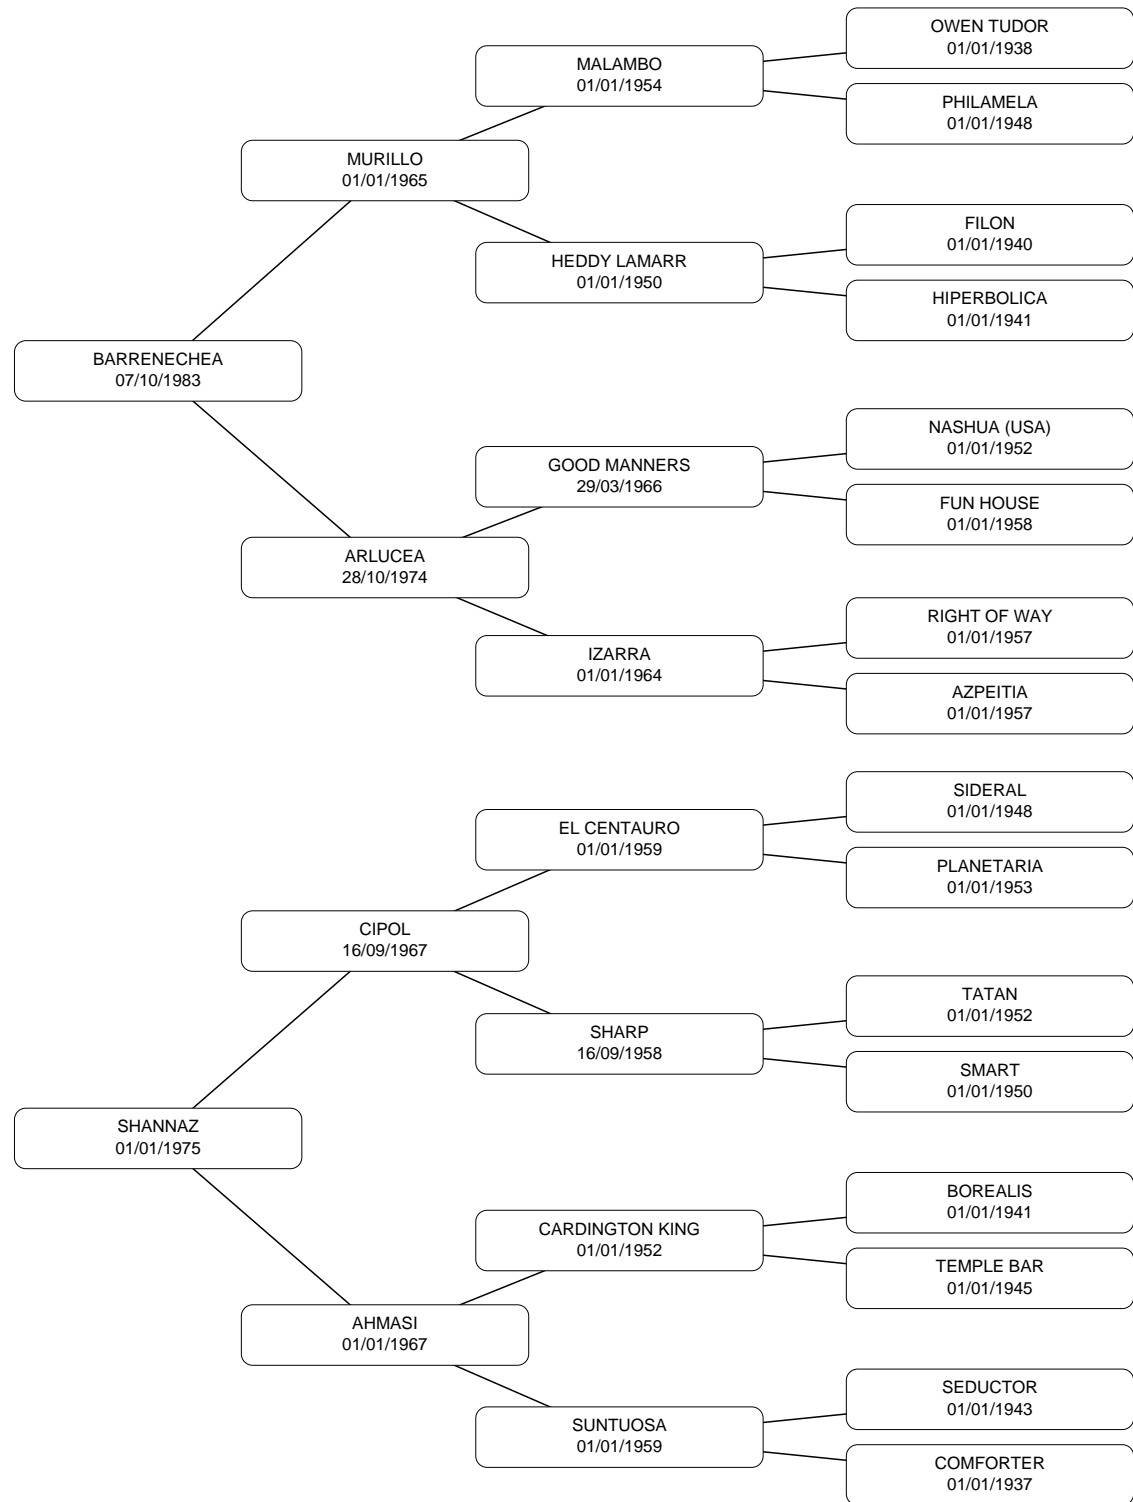 OWEN TUDOR
01/01/1938
MALAMBO
01/01/1954
PHILAMELA
01/01/1948
MURILLO
01/01/1965
FILON
01/01/1940
HEDDY LAMARR
01/01/1950
HIPERBOLICA
01/01/1941
BARRENECHEA
07/10/1983
NASHUA (USA)
01/01/1952
GOOD MANNERS
29/03/1966
FUN HOUSE
01/01/1958
ARLUCEA
28/10/1974
RIGHT OF WAY
01/01/1957
IZARRA
01/01/1964
AZPEITIA
01/01/1957
SIDERAL
01/01/1948
EL CENTAURO
01/01/1959
PLANETARIA
01/01/1953
CIPOL
16/09/1967
TATAN
01/01/1952
SHARP
16/09/1958
SMART
01/01/1950
SHANNAZ
01/01/1975
BOREALIS
01/01/1941
CARDINGTON KING
01/01/1952
TEMPLE BAR
01/01/1945
AHMASI
01/01/1967
SEDUCTOR
01/01/1943
SUNTUOSA
01/01/1959
COMFORTER
01/01/1937